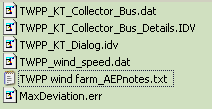 TWPP_KT_Collector_Bus.dat
TWPP_KT_Collector_Bus_Details.IDV
TWPP_KT_Dialog.idv
TWPP_wind_speed.dat
TWPP wind farm_AEPnotes.txt
MaxDeviation.err